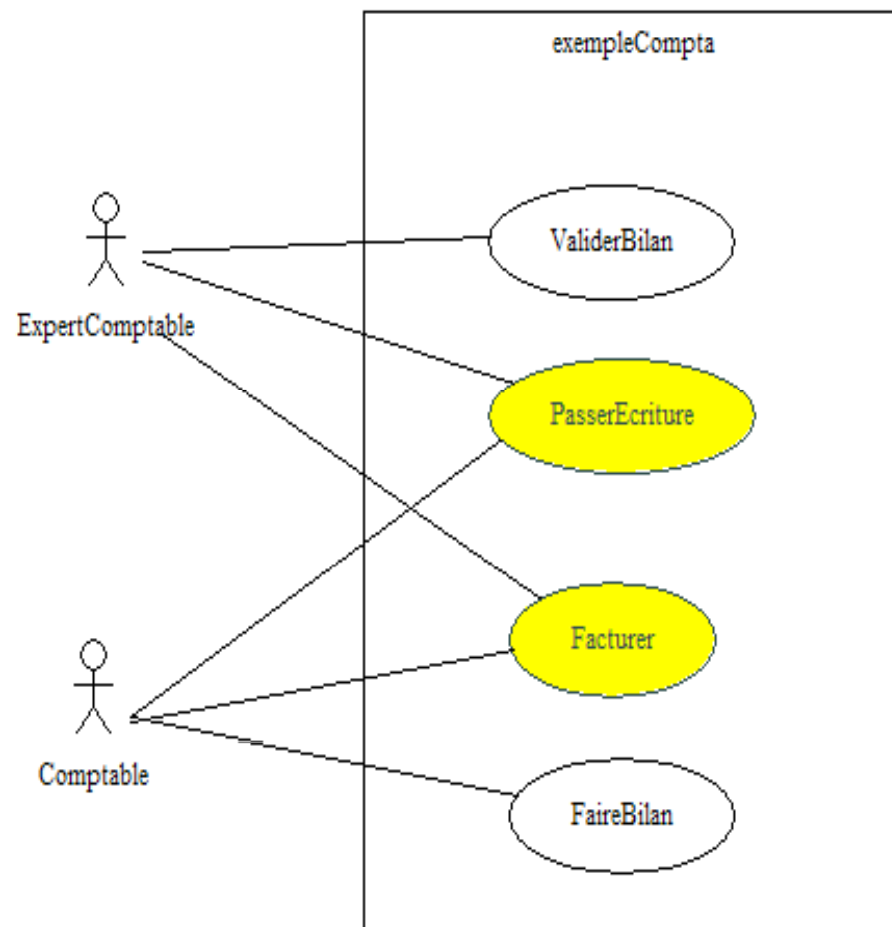 exempleCompta
ValiderBilan
ExpertComptable
PasserEcriture
Facturer
Comptable
FaireBilan